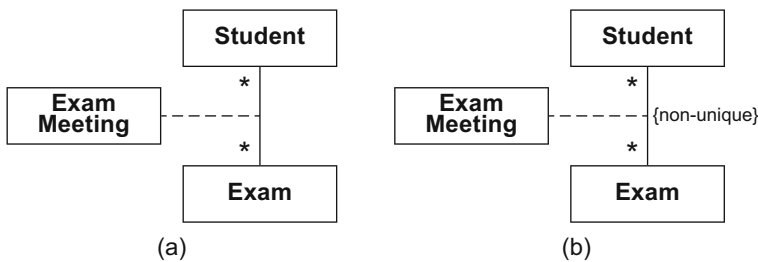 Student
*
Exam
Meeting
*
Exam
(a)
Student
*
Exam
Meeting
{non-unique}
*
Exam
(b)